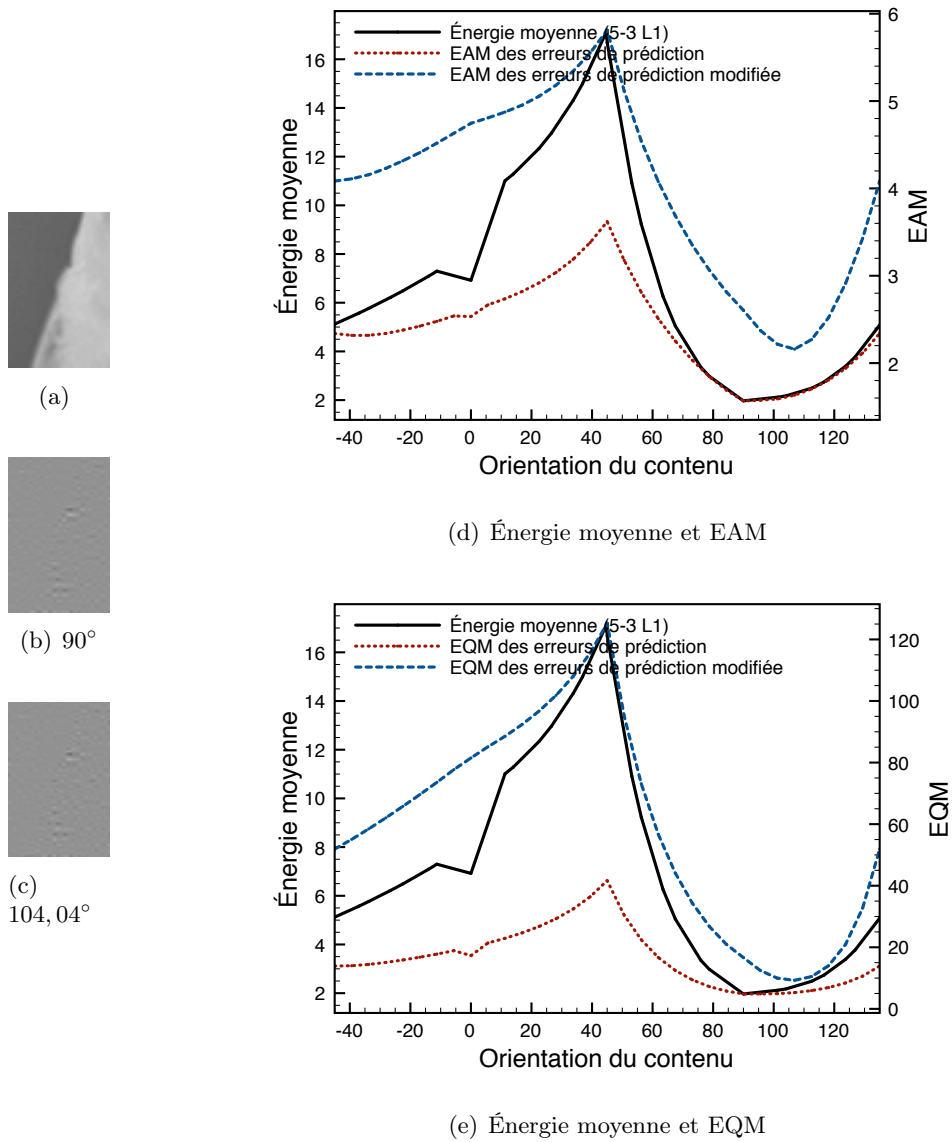 (a)
(b) 90°
(c)
104, 04°
Énergie moyenne (5-3 L1)
EAM des erreurs de prédiction
EAM des erreurs de prédiction modifiée
16
14
12
10
8
6
4
2
Énergie moyenne
6
5
4
3
2
EAM
-40 -20 0 20 40 60 80 100 120
Orientation du contenu
(d) Énergie moyenne et EAM
Énergie moyenne (5-3 L1)
EQM des erreurs de prédiction
EQM des erreurs de prédiction modifiée
16
14
12
10
8
6
4
2
Énergie moyenne
120
100
80
60
40
20
0
EQM
-40 -20 0 20 40 60 80 100 120
Orientation du contenu
(e) Énergie moyenne et EQM